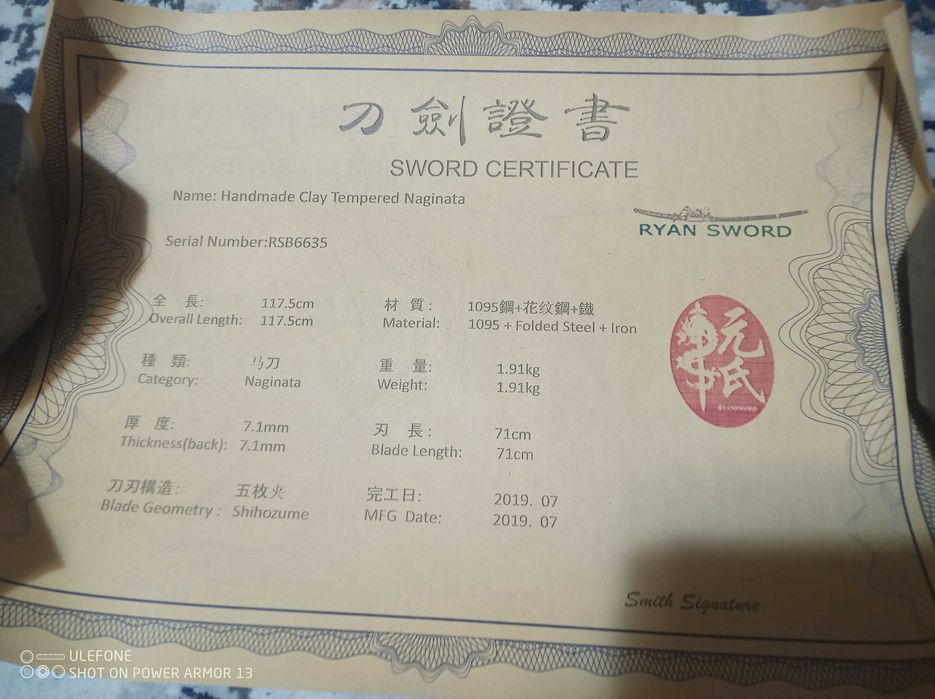 刀劍證書
SWORD CERTIFICATE
Name: Handmade Clay Tempered Naginata
RYAN SWORD
Serial Number:RSB6635
全 長: 117.5cm
Overall Length: 117.5cm
材 質: 1095鋼+花纹鋼+鐵
Material: 1095 + Folded Steel + Iron
元氏
RYANSWORD
種 類: 马刀
Category: Naginata
重 量: 1.91kg
Weight: 1.91kg
厚 度: 7.1mm
Thickness(back): 7.1mm
刃 長: 71cm
Blade Length: 71cm
刀刃構造: 五枚火
Blade Geometry : Shihozume
完工日: 2019. 07
MFG Date: 2019. 07
Smith Signature
ULEFONE
SHOT ON POWER ARMOR 13